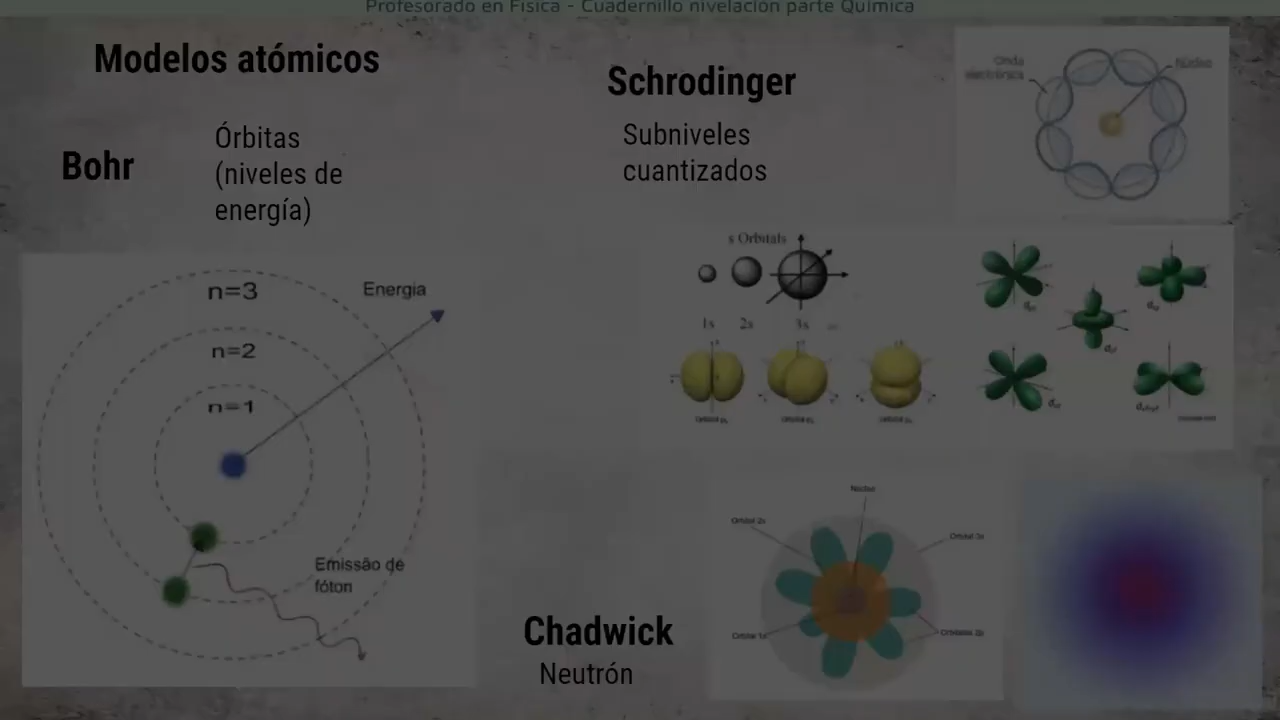 Profesorado en Física - Cuadernillo nivelación parte Química
Modelos atómicos
Bohr
Órbitas
(niveles de
energía)
Schrodinger
Subniveles
cuantizados
Onda
electrónica
Núcleo
n=3
n=2
n=1
Energia
Emissão de
fóton
s Orbitals
1s
2s
3s
Chadwick
Neutrón
Núcleo
Orbital 2s
Orbital 3s
Orbital 1s
Orbitales 2p